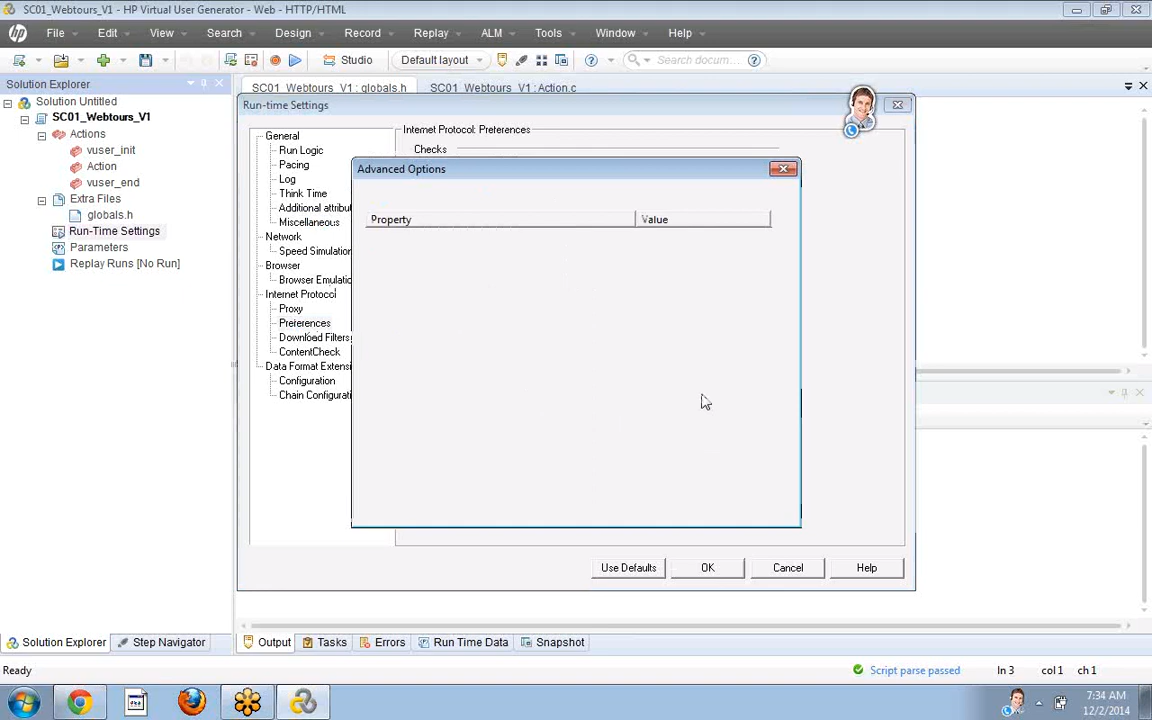 SC01_Webtours_V1 - HP Virtual User Generator - Web - HTTP/HTML
hp File Edit View Search Design Record Replay ALM Tools Window Help
Studio Default layout Search docum...
Solution Explorer
SC01_Webtours_V1 : globals.h SC01_Webtours_V1 : Action.c
Solution Untitled
SC01_Webtours_V1
Actions
vuser_init
Action
vuser_end
Extra Files
globals.h
Run-Time Settings
Parameters
Replay Runs [No Run]
Run-time Settings
General
Run Logic
Pacing
Log
Think Time
Additional attribut
Miscellaneous
Network
Speed Simulation
Browser
Browser Emulatio
Internet Protocol
Proxy
Preferences
Download Filters
ContentCheck
Data Format Extensi
Configuration
Chain Configurati
Internet Protocol: Preferences
Checks
Advanced Options
Property Value
Use Defaults OK Cancel Help
Solution Explorer Step Navigator Output Tasks Errors Run Time Data Snapshot
Ready Script parse passed ln 3 col 1 ch 1
7:34 AM
12/2/2014